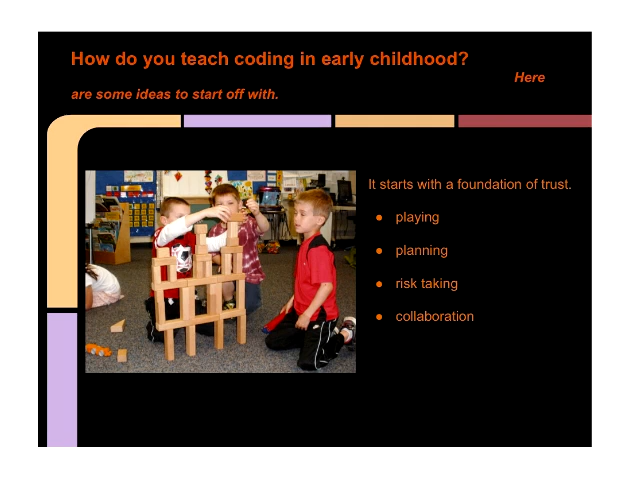 How do you teach coding in early childhood?
Here
are some ideas to start off with.
It starts with a foundation of trust.
● playing
● planning
● risk taking
● collaboration